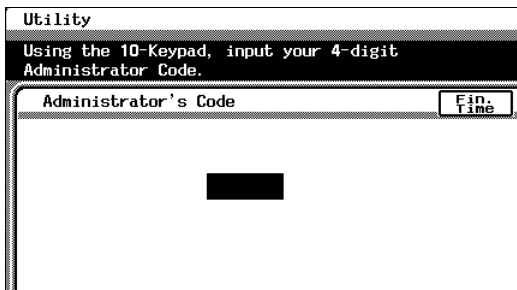 Utility
Using the 10-Keypad, input your 4-digit
Administrator Code.
Administrator's Code
Fin.
Time